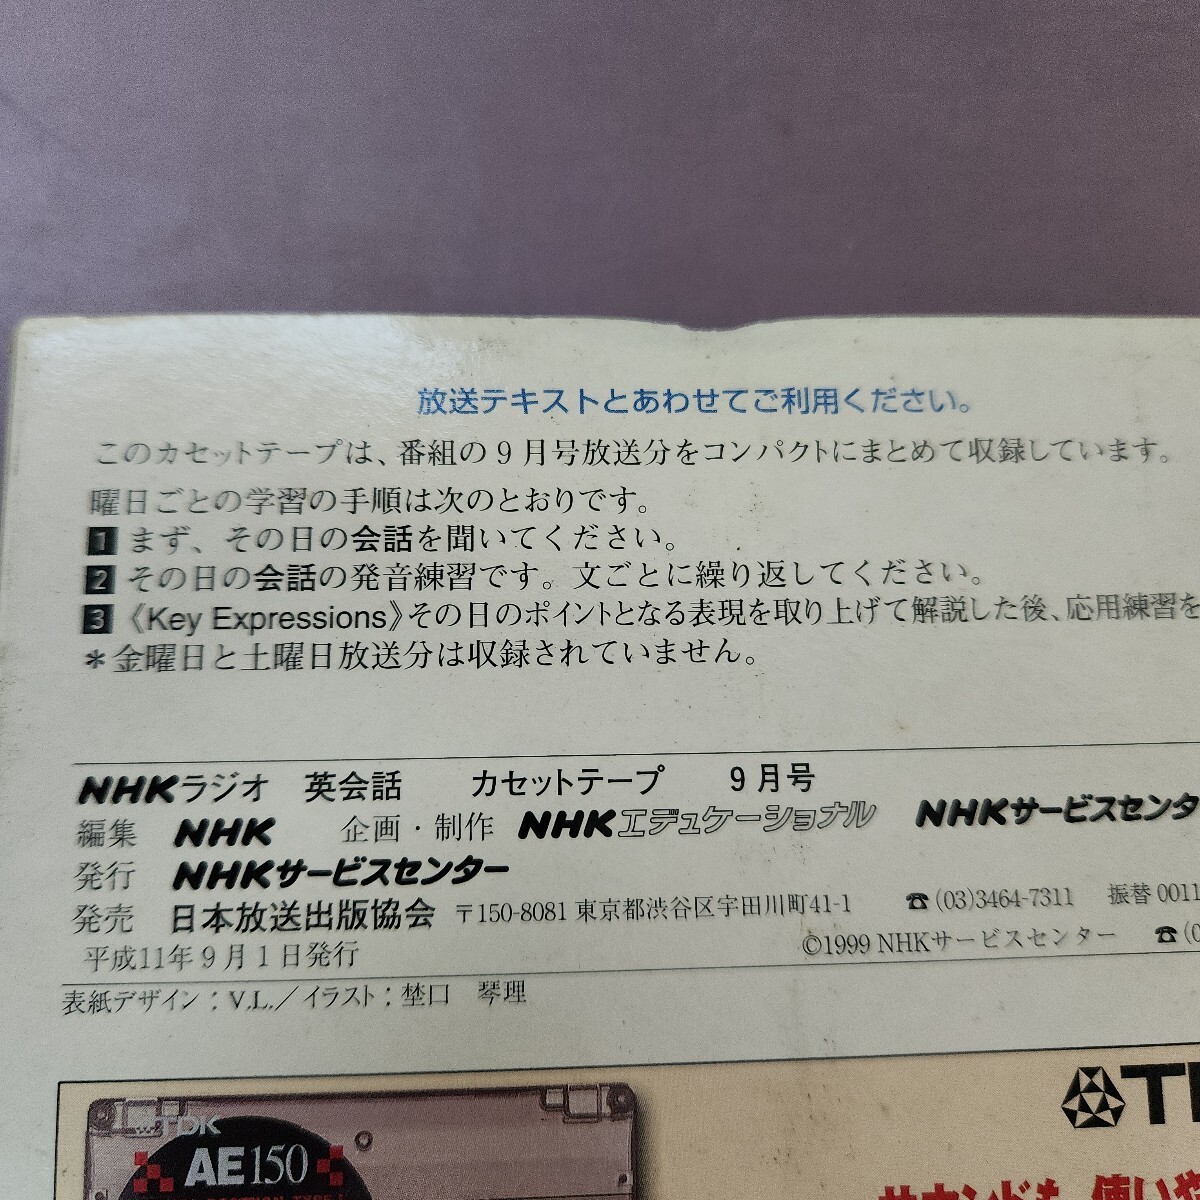 放送テキストとあわせてご利用ください。
このカセットテープは、番組の9月号放送分をコンパクトにまとめて収録しています。
曜日ごとの学習の手順は次のとおりです。
1 まず、その日の会話を聞いてください。
2 その日の会話の発音練習です。文ごとに繰り返してください。
3 《Key Expressions》その日のポイントとなる表現を取り上げて解説した後、応用練習を
＊金曜日と土曜日放送分は収録されていません。
NHKラジオ 英会話 カセットテープ 9月号
編集 NHK 企画・制作 NHKエデュケーショナル NHKサービスセンタ
発行 NHKサービスセンター
発売 日本放送出版協会 〒150-8081 東京都渋谷区宇田川町41-1 ☎(03)3464-7311 振替 0011
平成11年9月1日発行 ©1999 NHKサービスセンター ☎(0
表紙デザイン：V.L.／イラスト：埜口 琴理
TDK
AE150